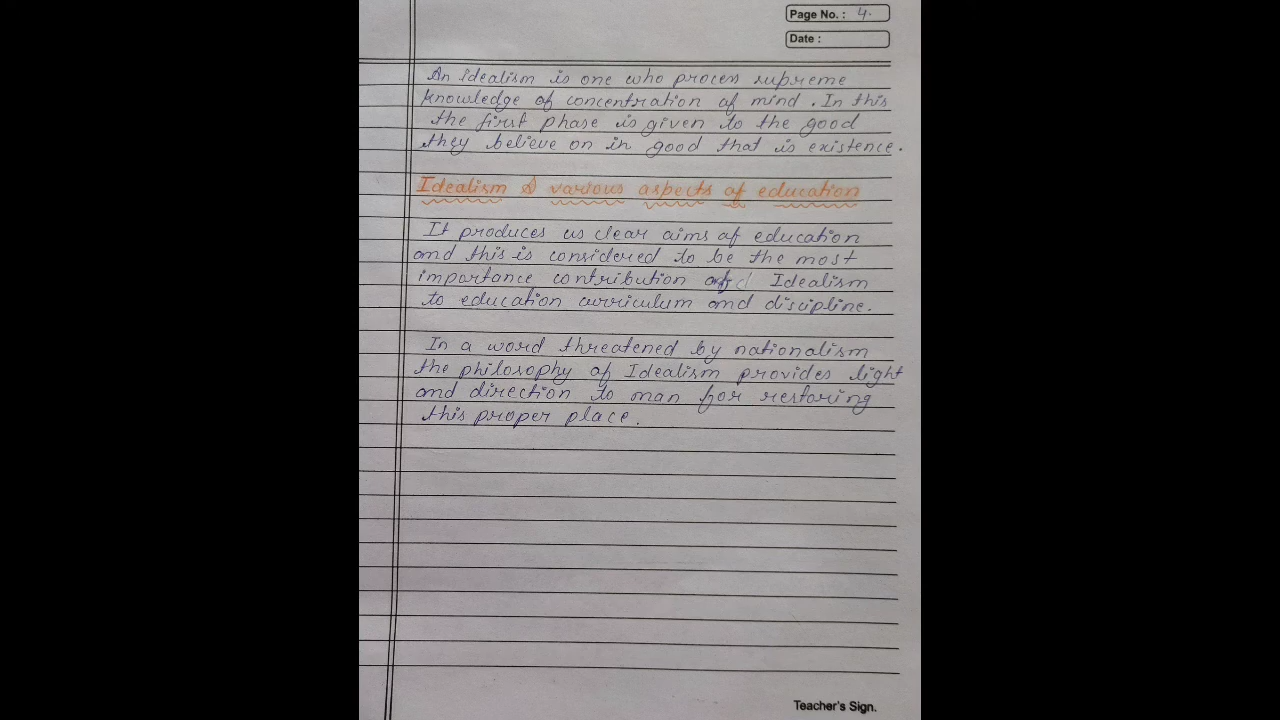 Page No. : 4.
Date :
An idealism is one who process supreme
knowledge of concentration of mind. In this
the first phase is given to the good
they believe on in good that is existence.
Idealism & various aspects of education
It produces us clear aims of education
and this is considered to be the most
importance contribution of Idealism
to education curriculum and discipline.
In a word threatened by nationalism
the philosophy of Idealism provides light
and direction to man for restoring
this proper place.
Teacher's Sign.